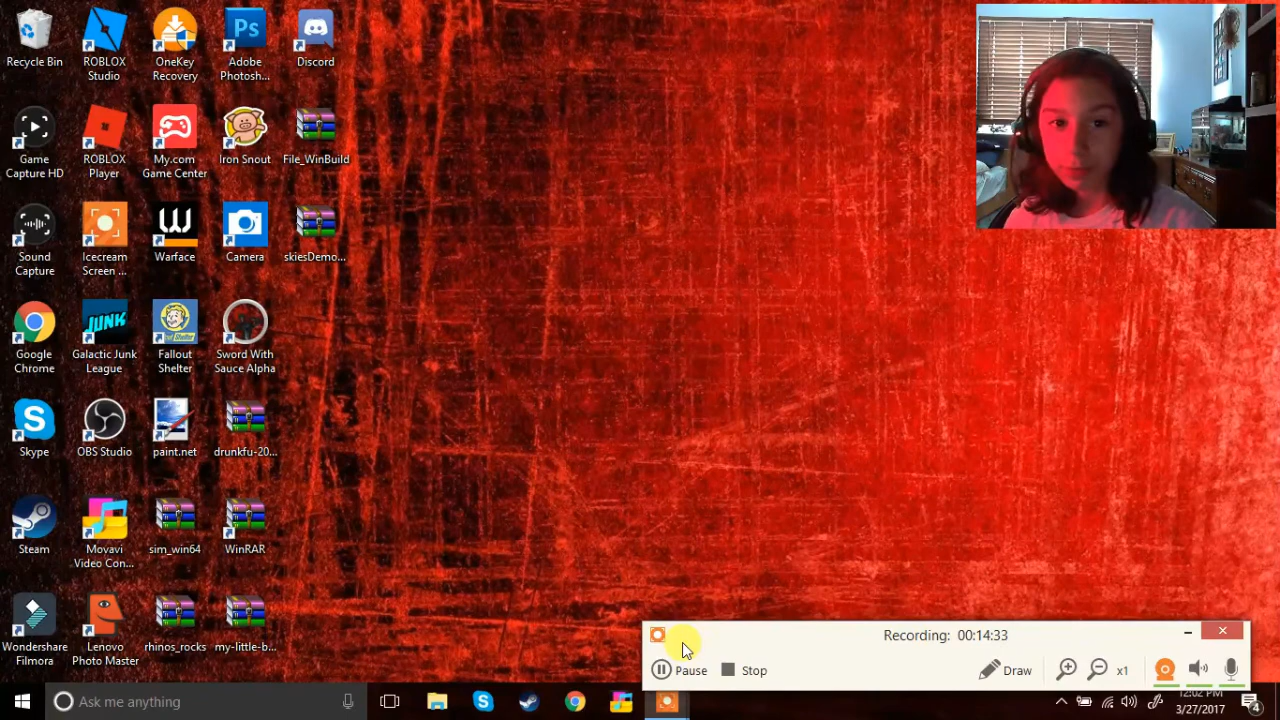 Recycle Bin
ROBLOX
Studio
OneKey
Recovery
Ps
Adobe
Photosh...
Discord
Game
Capture HD
ROBLOX
Player
My.com
Game Center
Iron Snout
File_WinBuild
Sound
Capture
Icecream
Screen ...
Warface
Camera
skiesDemo...
Google
Chrome
JUNK
Galactic Junk
League
Fallout
Shelter
Sword With
Sauce Alpha
Skype
OBS Studio
paint.net
drunkfu-20...
Steam
Movavi
Video Con...
sim_win64
WinRAR
Wondershare
Filmora
Lenovo
Photo Master
rhinos_rocks
my-little-b...
Recording: 00:14:33
Pause
Stop
Draw
x1
Ask me anything
12:02 PM
3/27/2017
4